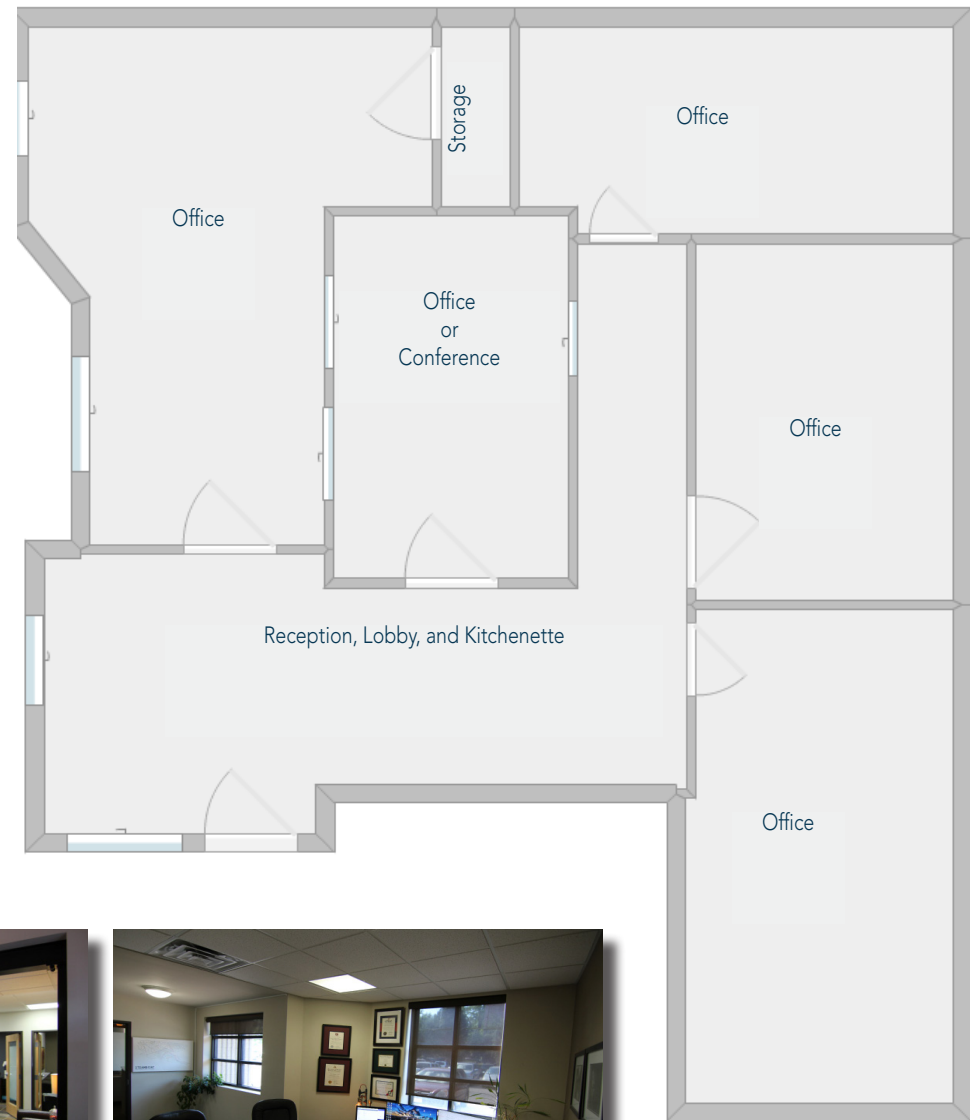 Storage
Office
Office
Office
or
Conference
Office
Reception, Lobby, and Kitchenette
Office